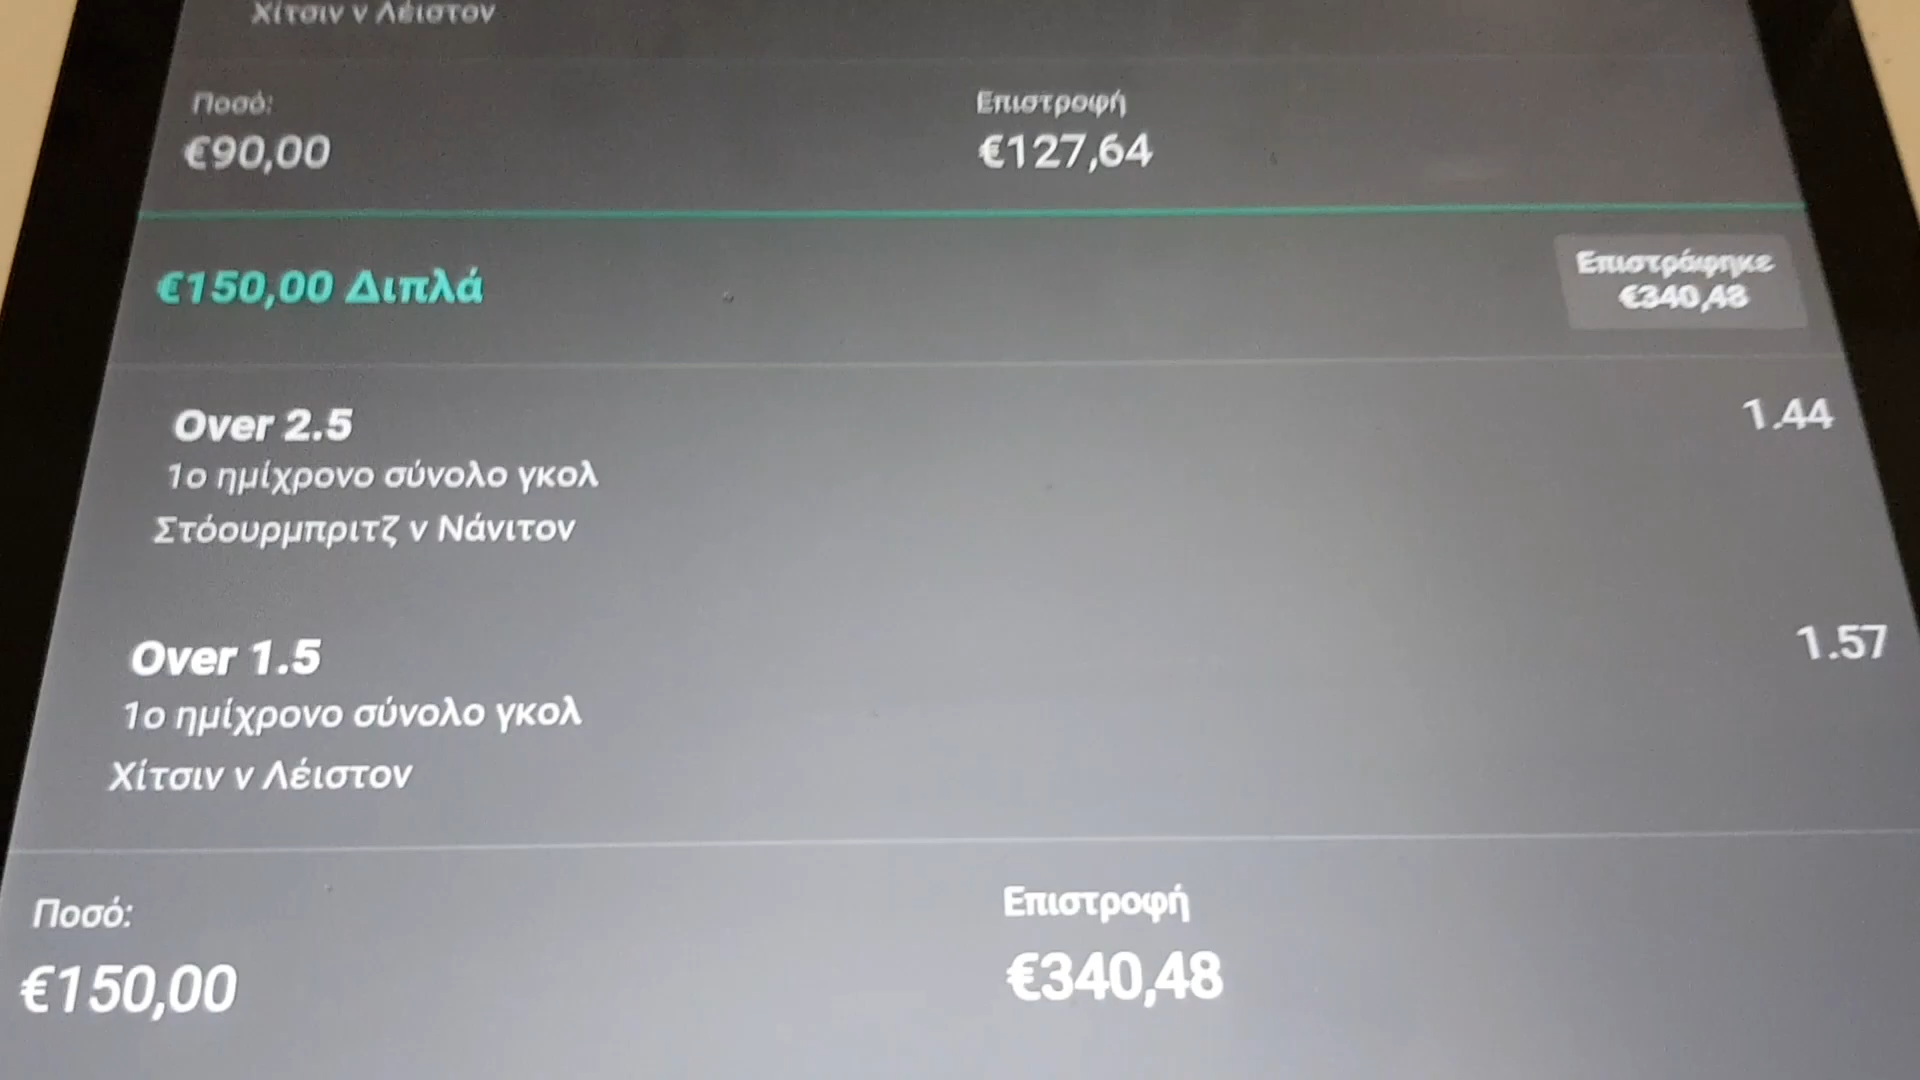 Χίτσιν v Λέιστον
Ποσό:
Επιστροφή
€90,00
€127,64
€150,00 Διπλά
Επιστράφηκε
€340,48
Over 2.5
1.44
1ο ημίχρονο σύνολο γκολ
Στόουρμπριτζ v Νάνιτον
Over 1.5
1.57
1ο ημίχρονο σύνολο γκολ
Χίτσιν v Λέιστον
Ποσό:
Επιστροφή
€150,00
€340,48